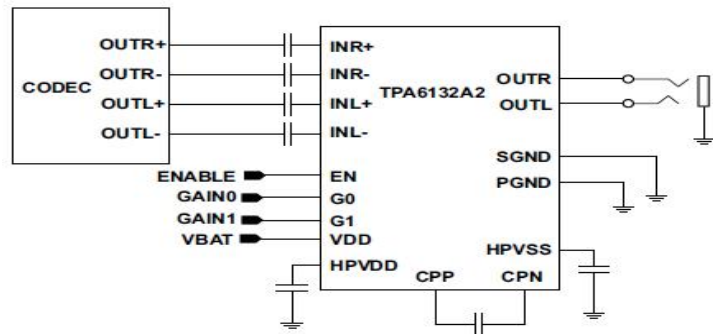 CODEC
OUTR+
OUTR-
OUTL+
OUTL-
INR+
INR-
INL+
INL-
TPA6132A2
OUTR
OUTL
SGND
PGND
ENABLE
EN
GAIN0
G0
GAIN1
G1
VBAT
VDD
HPVDD
HPVSS
CPP
CPN